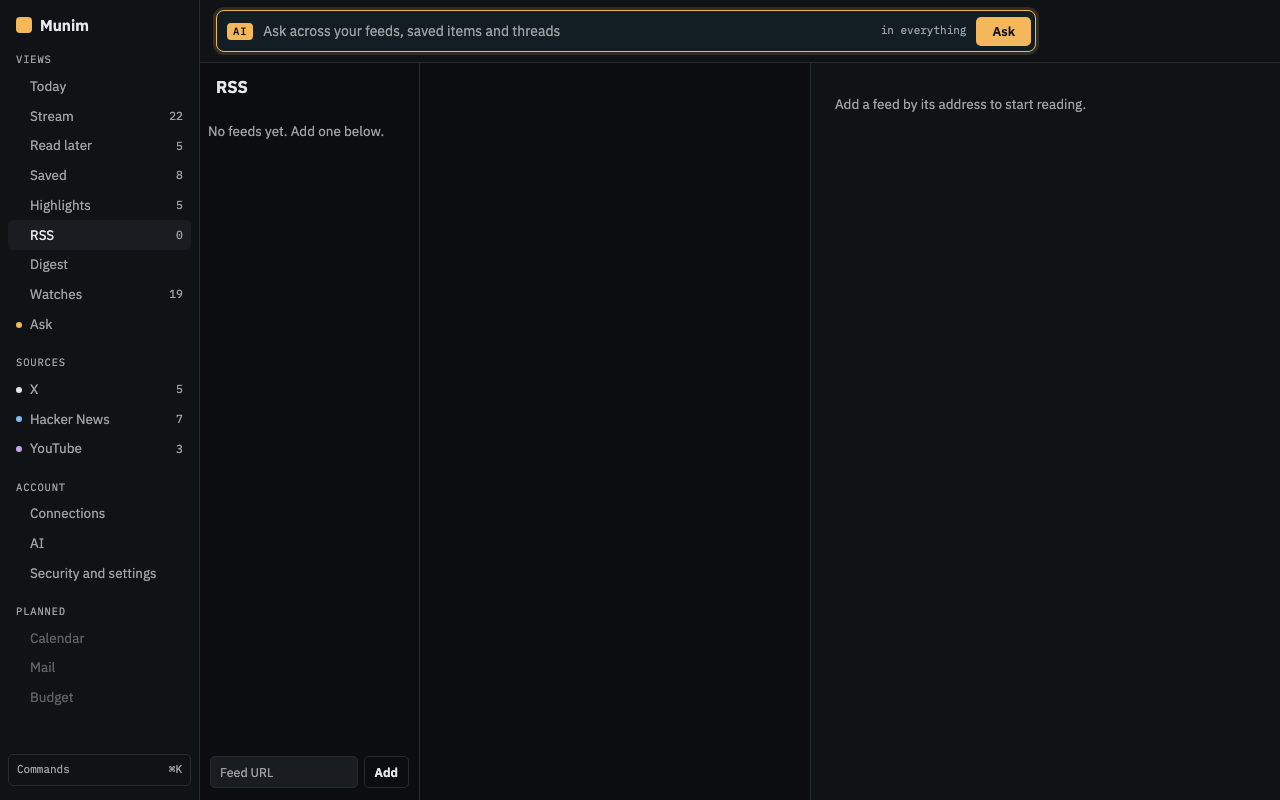 Munim
VIEWS
Today
Stream 22
Read later 5
Saved 8
Highlights 5
RSS 0
Digest
Watches 19
Ask
SOURCES
X 5
Hacker News 7
YouTube 3
ACCOUNT
Connections
AI
Security and settings
PLANNED
Calendar
Mail
Budget
Commands ⌘K
AI Ask across your feeds, saved items and threads in everything Ask
RSS
No feeds yet. Add one below.
Feed URL Add
Add a feed by its address to start reading.